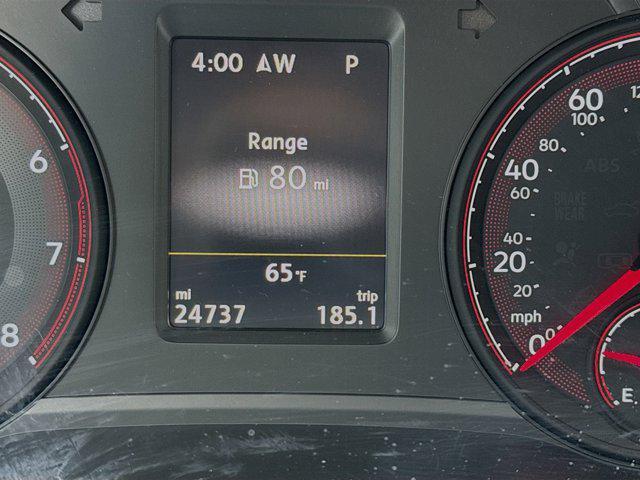 4:00 AW P
Range
80 mi
65°F
mi trip
24737 185.1
6
7
8
60
100
80
40
60
40
20
20
mph
0
ABS
BRAKE
WEAR
E